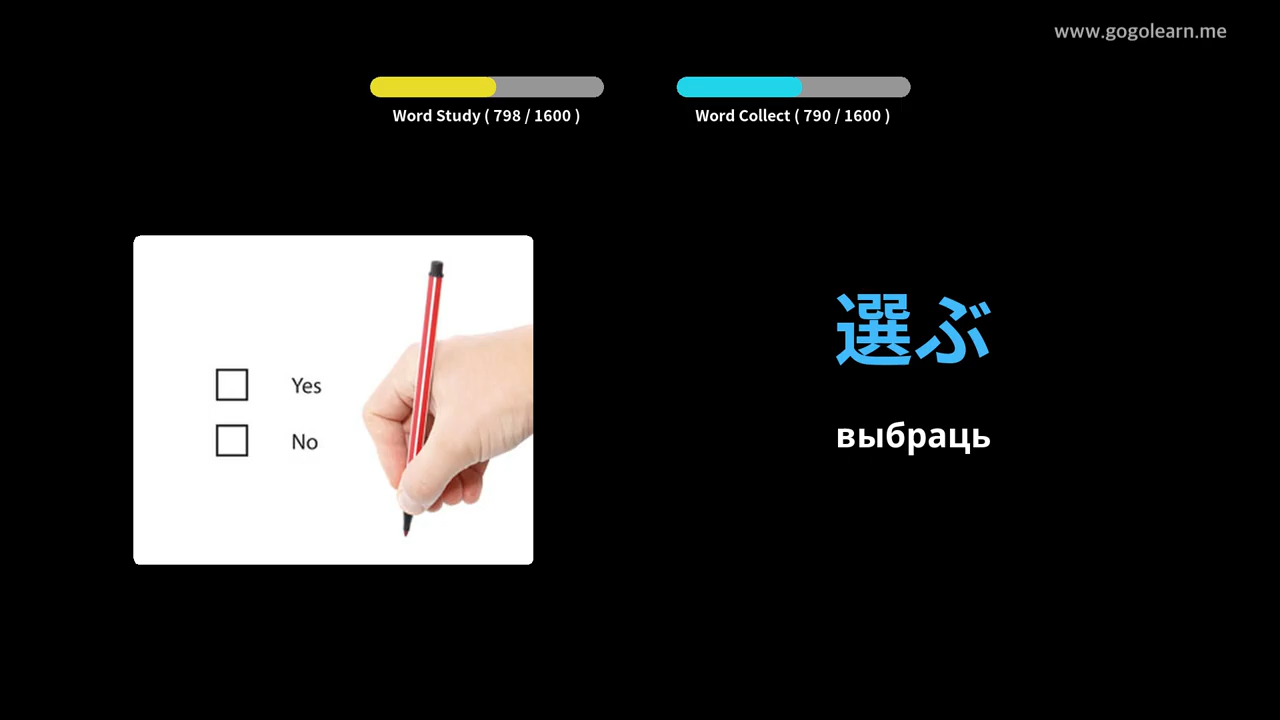 www.gogolearn.me
Word Study ( 798 / 1600 )
Word Collect ( 790 / 1600 )
Yes
No
選ぶ
выбраць